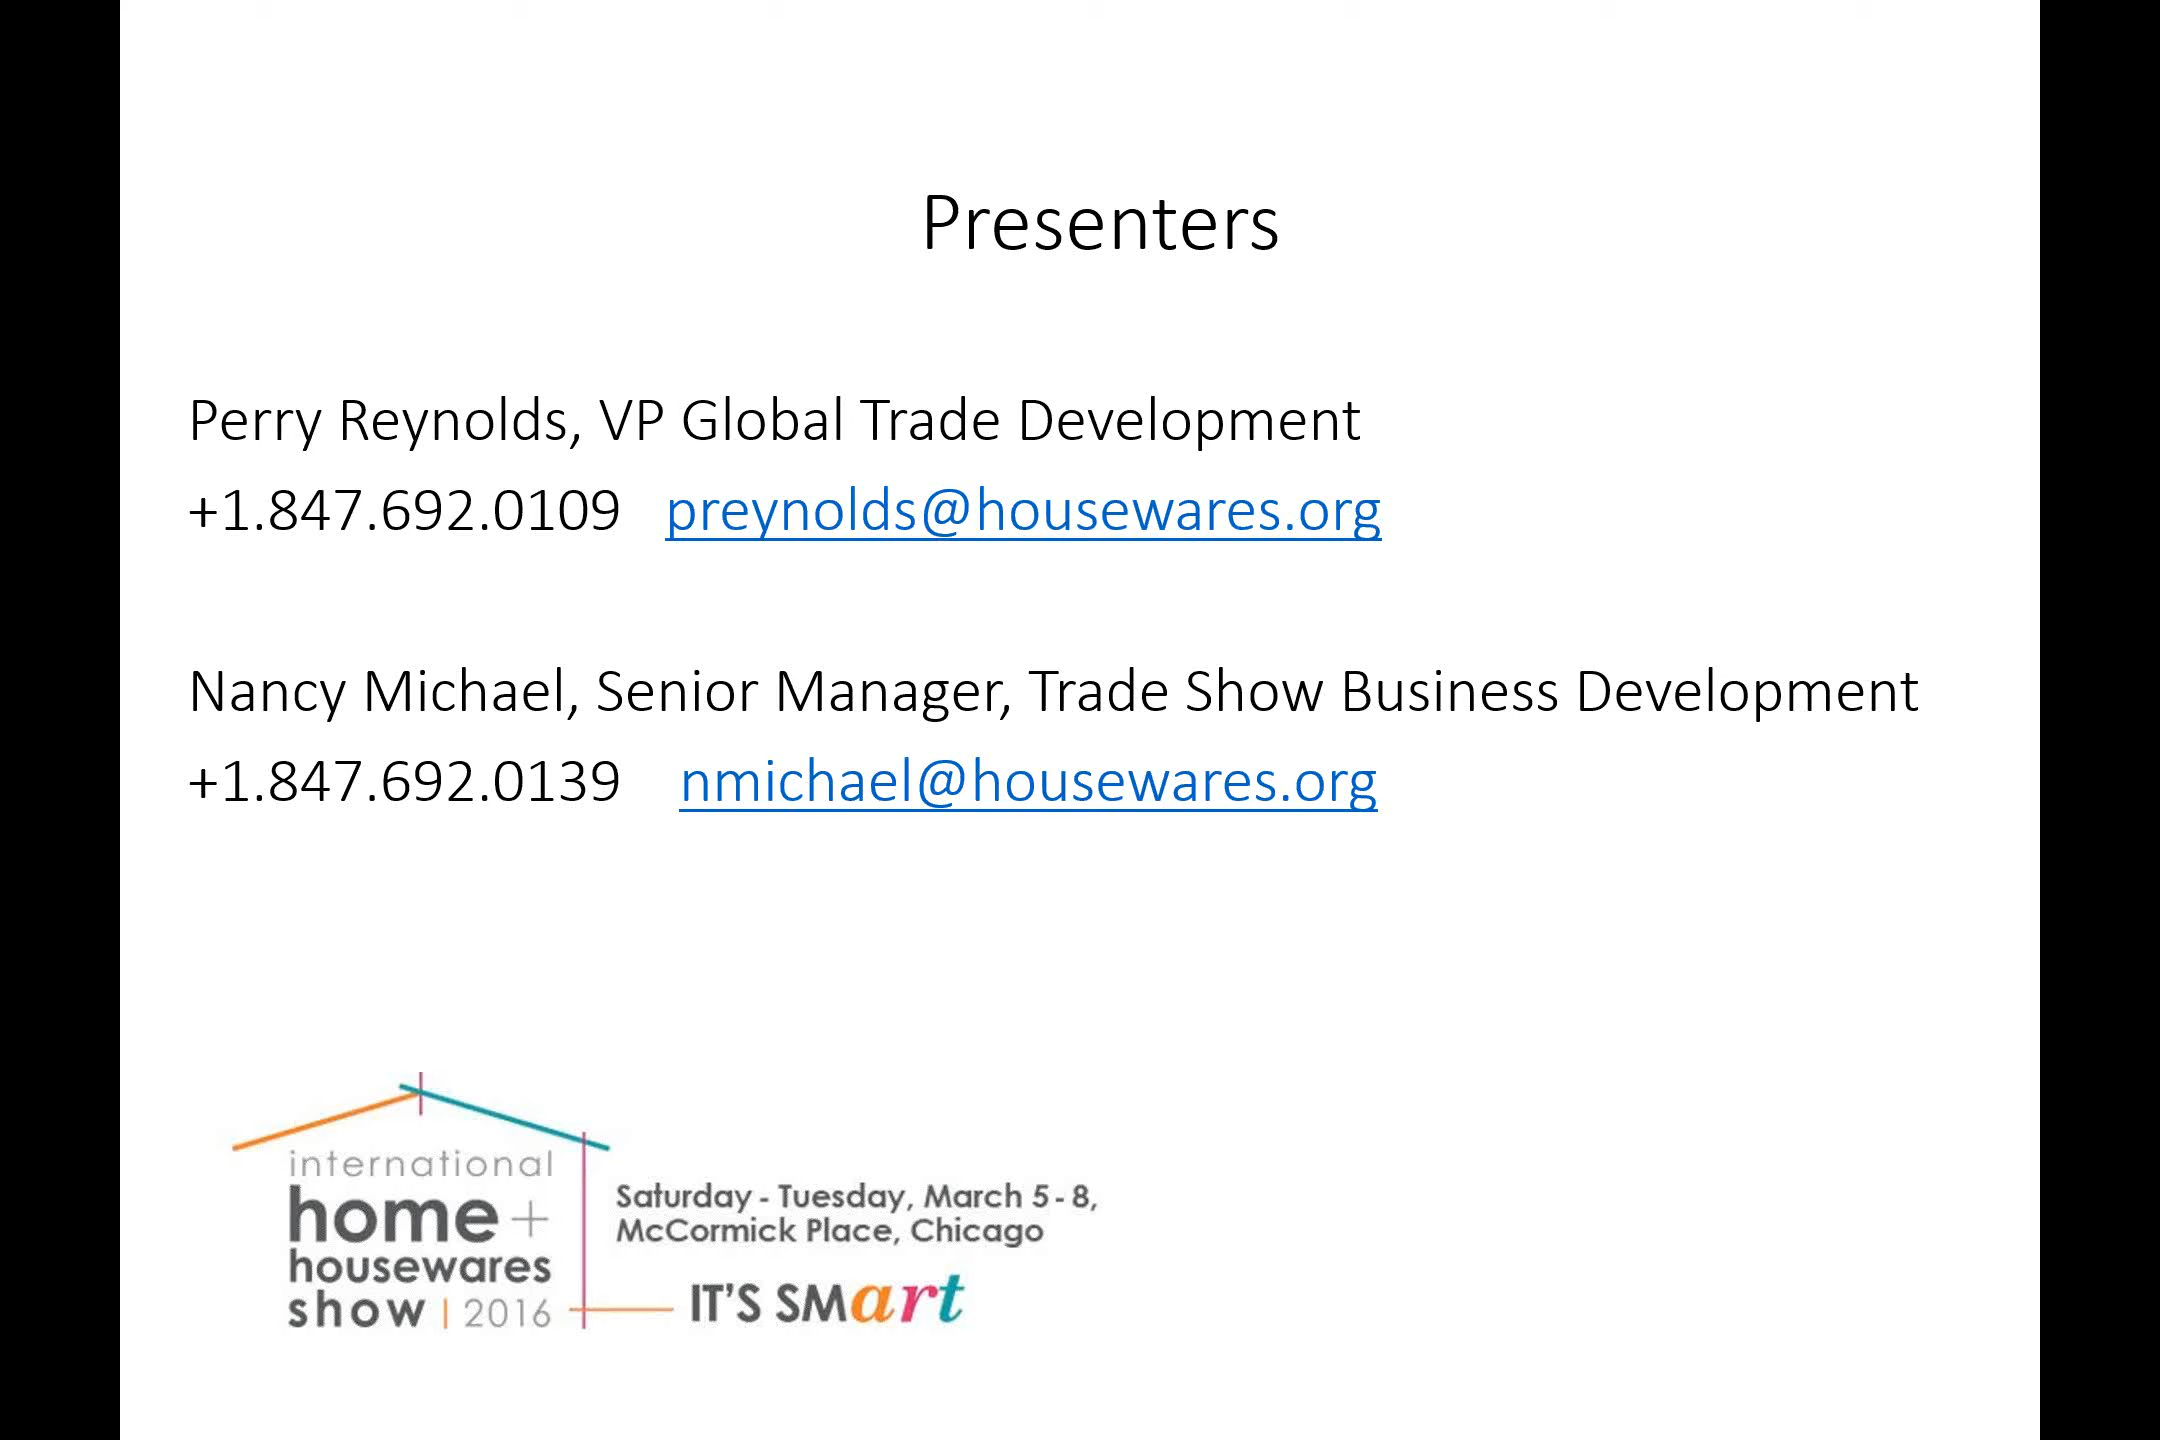 Presenters
Perry Reynolds, VP Global Trade Development
+1.847.692.0109 preynolds@housewares.org
Nancy Michael, Senior Manager, Trade Show Business Development
+1.847.692.0139 nmichael@housewares.org
international
home +
housewares
show | 2016
Saturday - Tuesday, March 5 - 8,
McCormick Place, Chicago
IT'S SMart